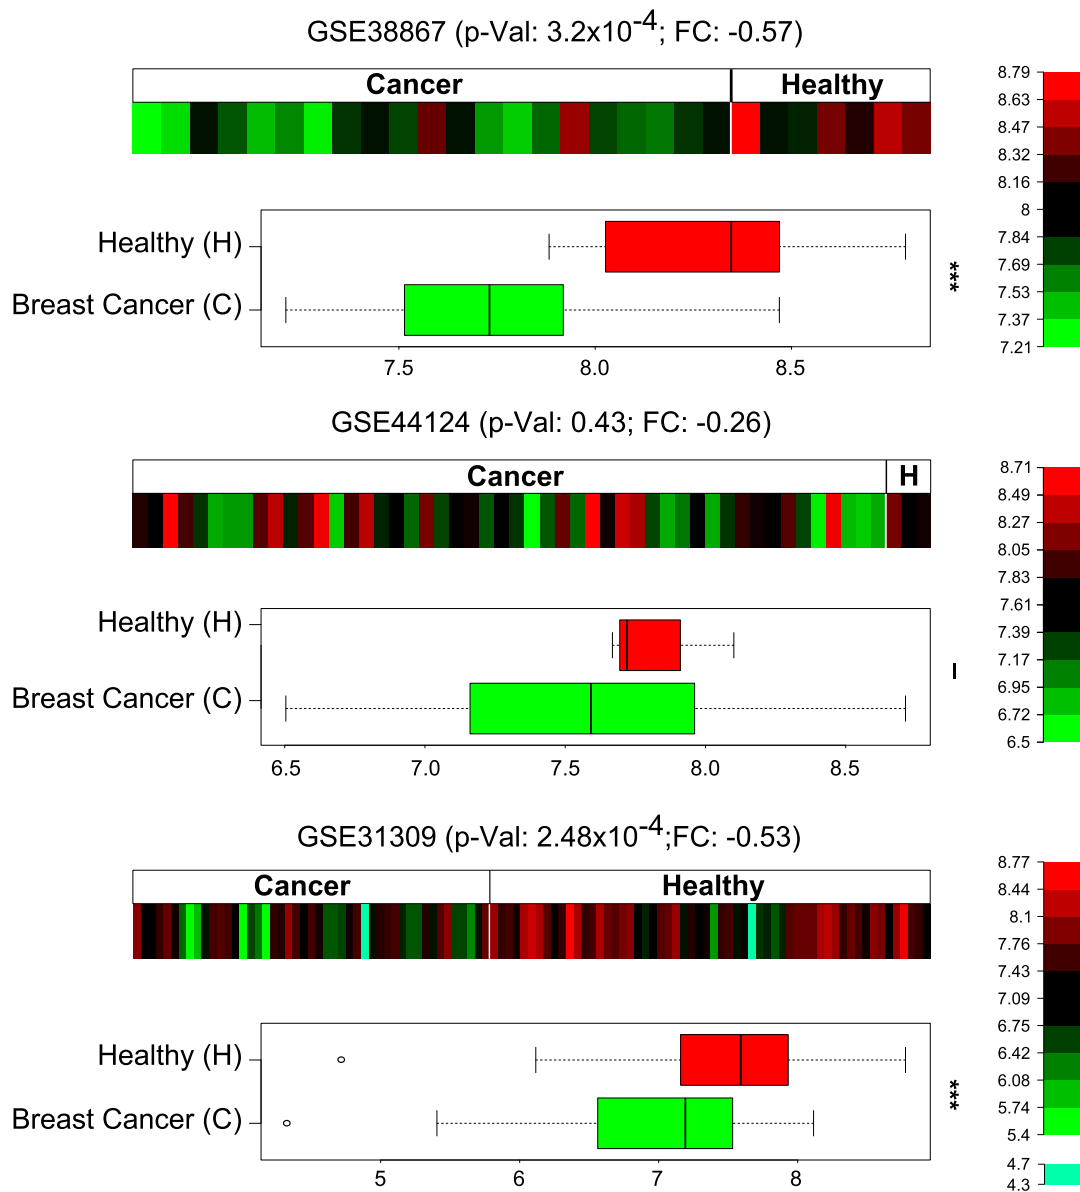 GSE38867 (p-Val: 3.2x10-4; FC: -0.57)
Cancer Healthy
8.79
8.63
8.47
8.32
8.16
8
7.84
7.69
7.53
7.37
7.21
Healthy (H)
Breast Cancer (C)
***
7.5 8.0 8.5
GSE44124 (p-Val: 0.43; FC: -0.26)
Cancer H
8.71
8.49
8.27
8.05
7.83
7.61
7.39
7.17
6.95
6.72
6.5
Healthy (H)
Breast Cancer (C)
-
6.5 7.0 7.5 8.0 8.5
GSE31309 (p-Val: 2.48x10-4;FC: -0.53)
Cancer Healthy
8.77
8.44
8.1
7.76
7.43
7.09
6.75
6.42
6.08
5.74
5.4
4.7
4.3
Healthy (H)
Breast Cancer (C)
***
5 6 7 8